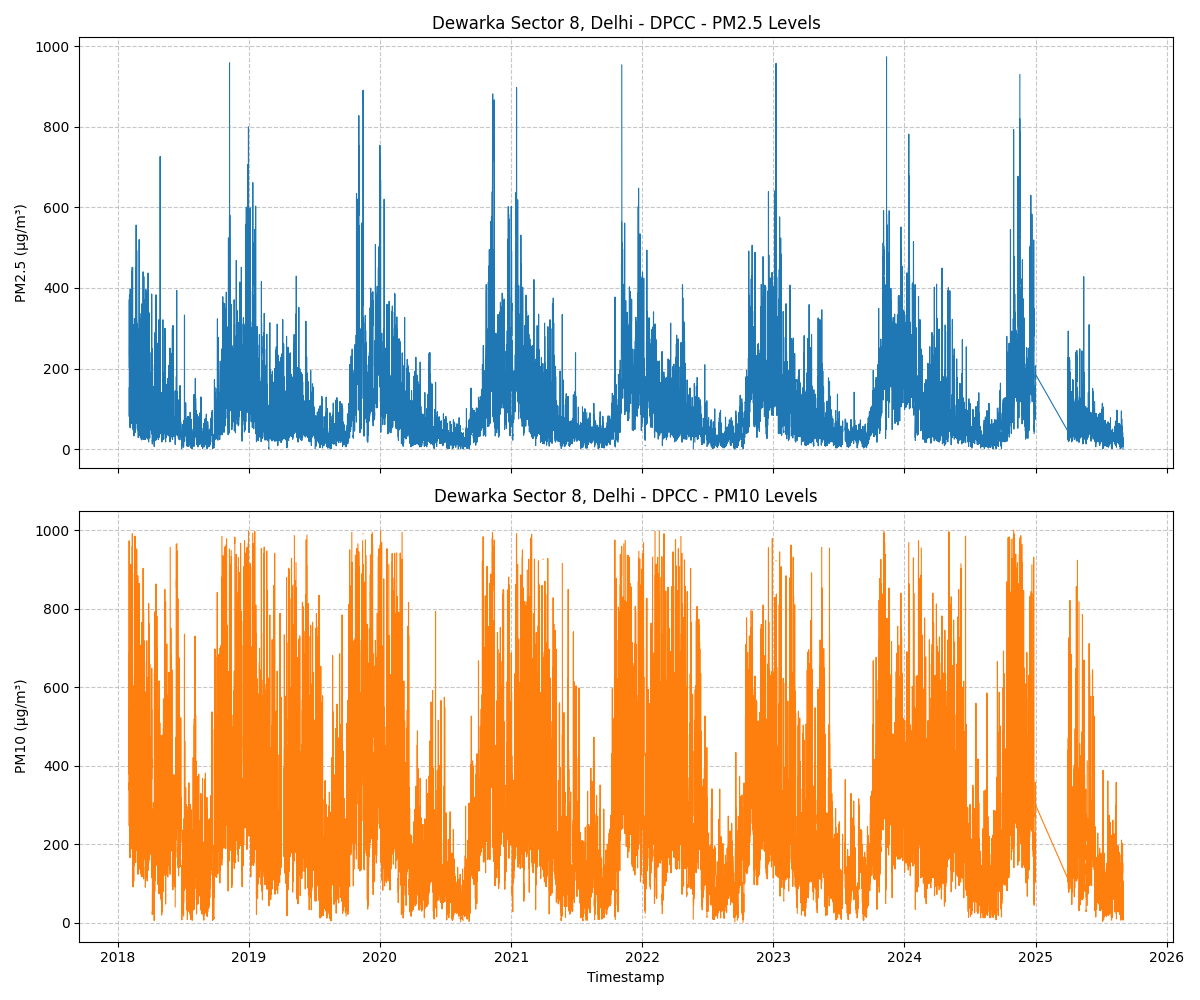 Dewarka Sector 8, Delhi - DPCC - PM2.5 Levels
1000
800
600
400
200
0
PM2.5 (µg/m³)
Dewarka Sector 8, Delhi - DPCC - PM10 Levels
1000
800
600
400
200
0
PM10 (µg/m³)
2018 2019 2020 2021 2022 2023 2024 2025 2026
Timestamp